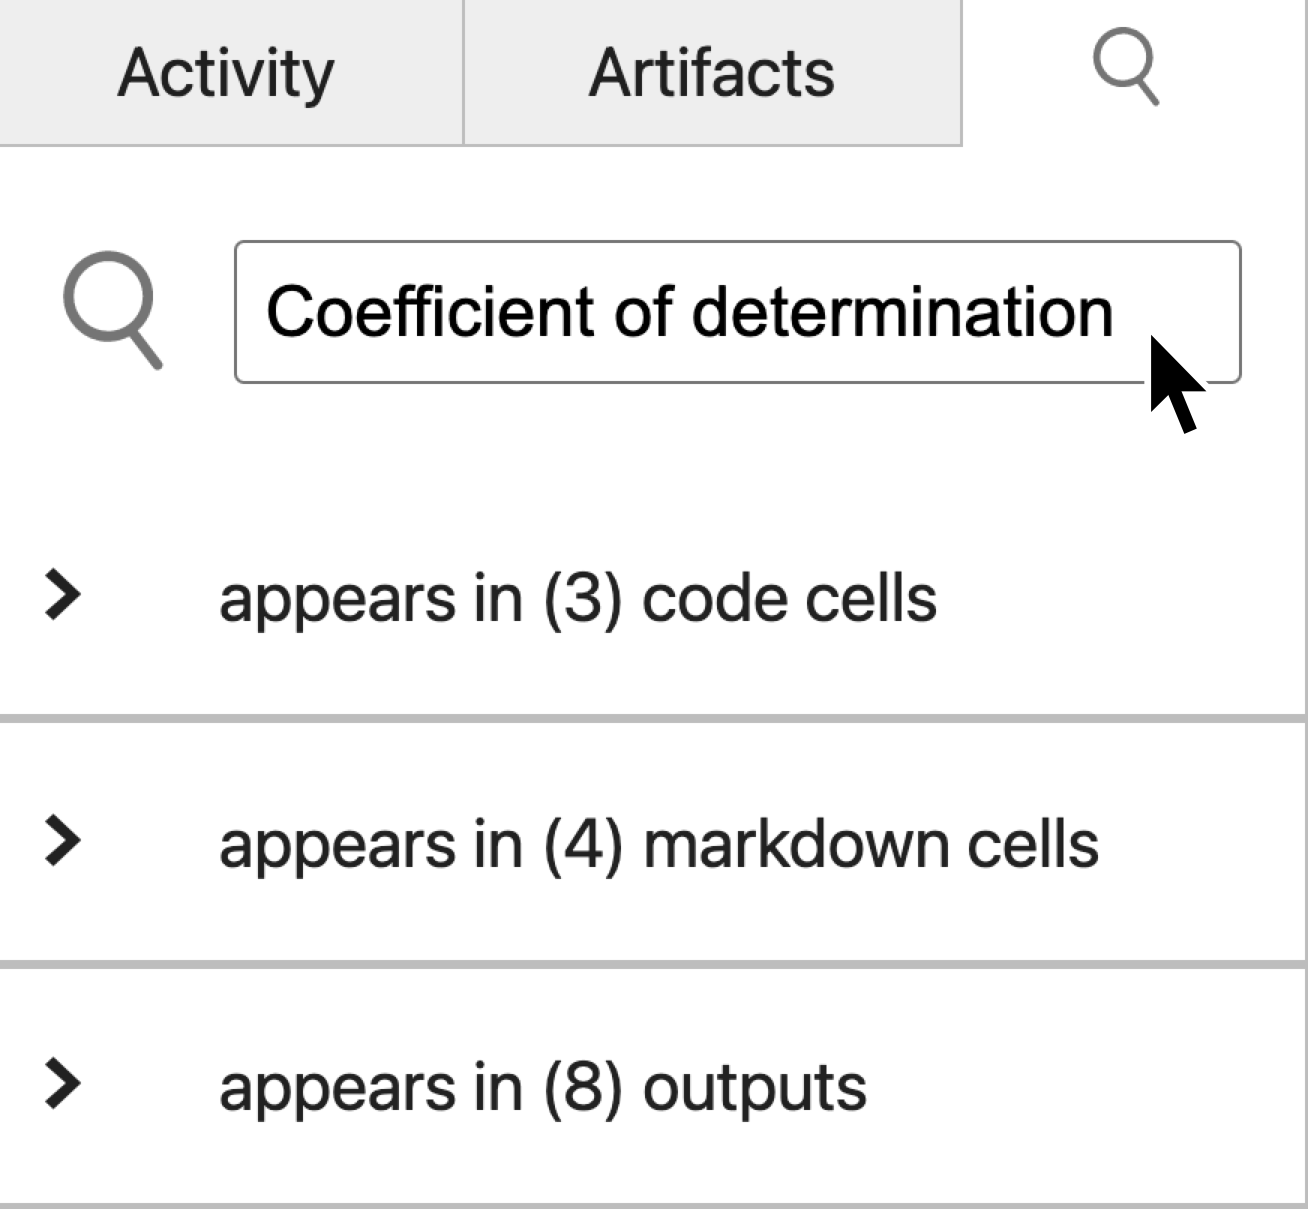 Activity
Artifacts
Coefficient of determination
appears in (3) code cells
appears in (4) markdown cells
appears in (8) outputs